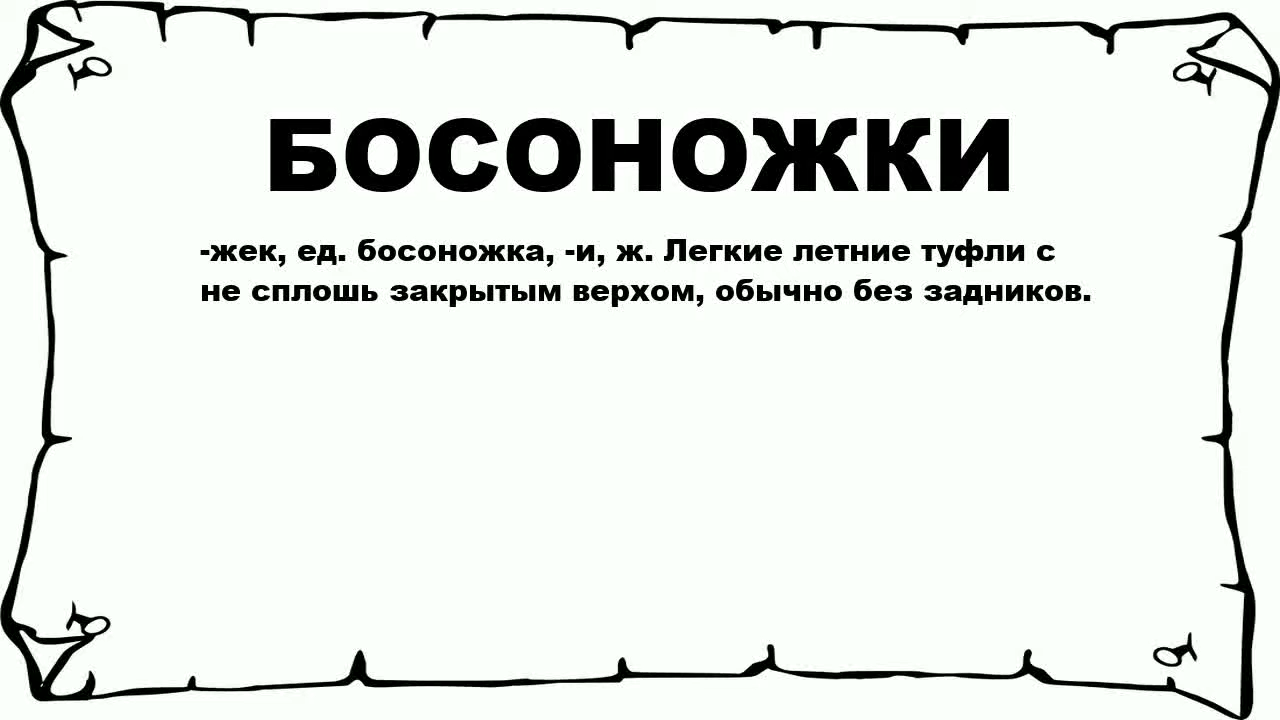 БОСОНОЖКИ
-жек, ед. босоножка, -и, ж. Легкие летние туфли с
не сплошь закрытым верхом, обычно без задников.